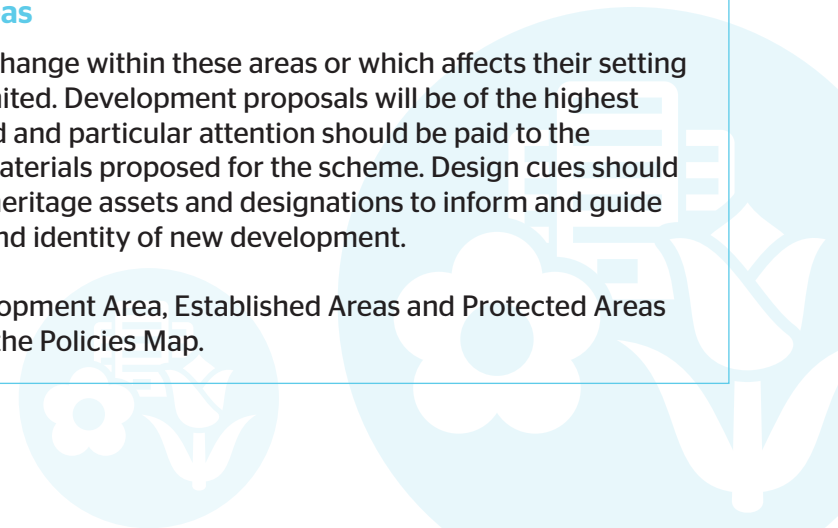 as
hange within these areas or which affects their setting
ited. Development proposals will be of the highest
d and particular attention should be paid to the
aterials proposed for the scheme. Design cues should
eritage assets and designations to inform and guide
nd identity of new development.
opment Area, Established Areas and Protected Areas
the Policies Map.